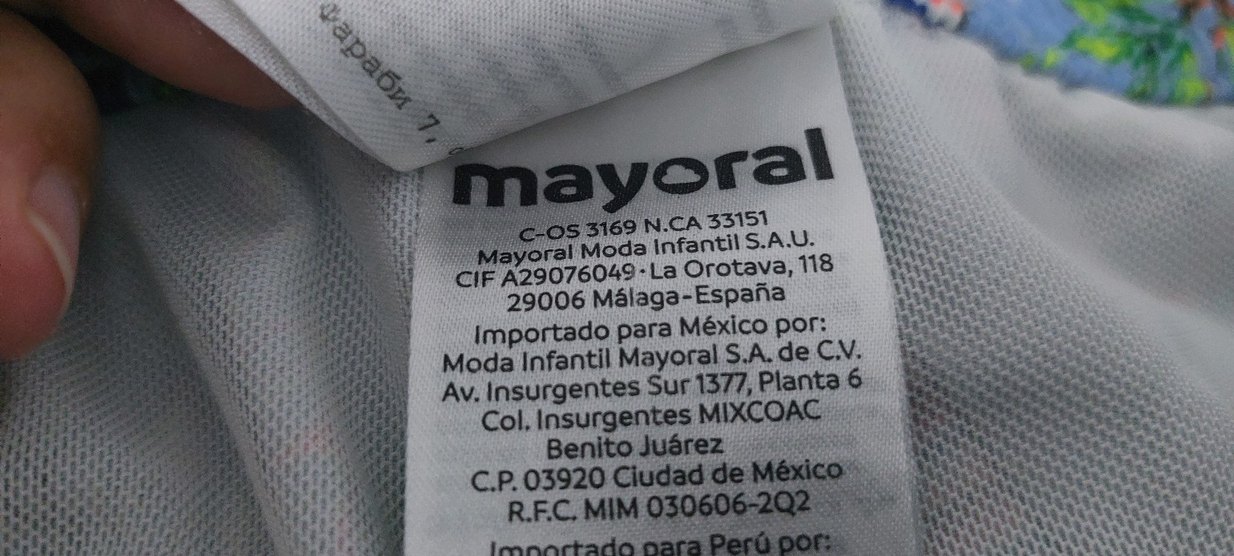 Фараби 7,
mayoral
C-OS 3169 N.CA 33151
Mayoral Moda Infantil S.A.U.
CIF A29076049·La Orotava, 118
29006 Málaga-España
Importado para México por:
Moda Infantil Mayoral S.A. de C.V.
Av. Insurgentes Sur 1377, Planta 6
Col. Insurgentes MIXCOAC
Benito Juárez
C.P. 03920 Ciudad de México
R.F.C. MIM 030606-2Q2
Importado para Perú por: